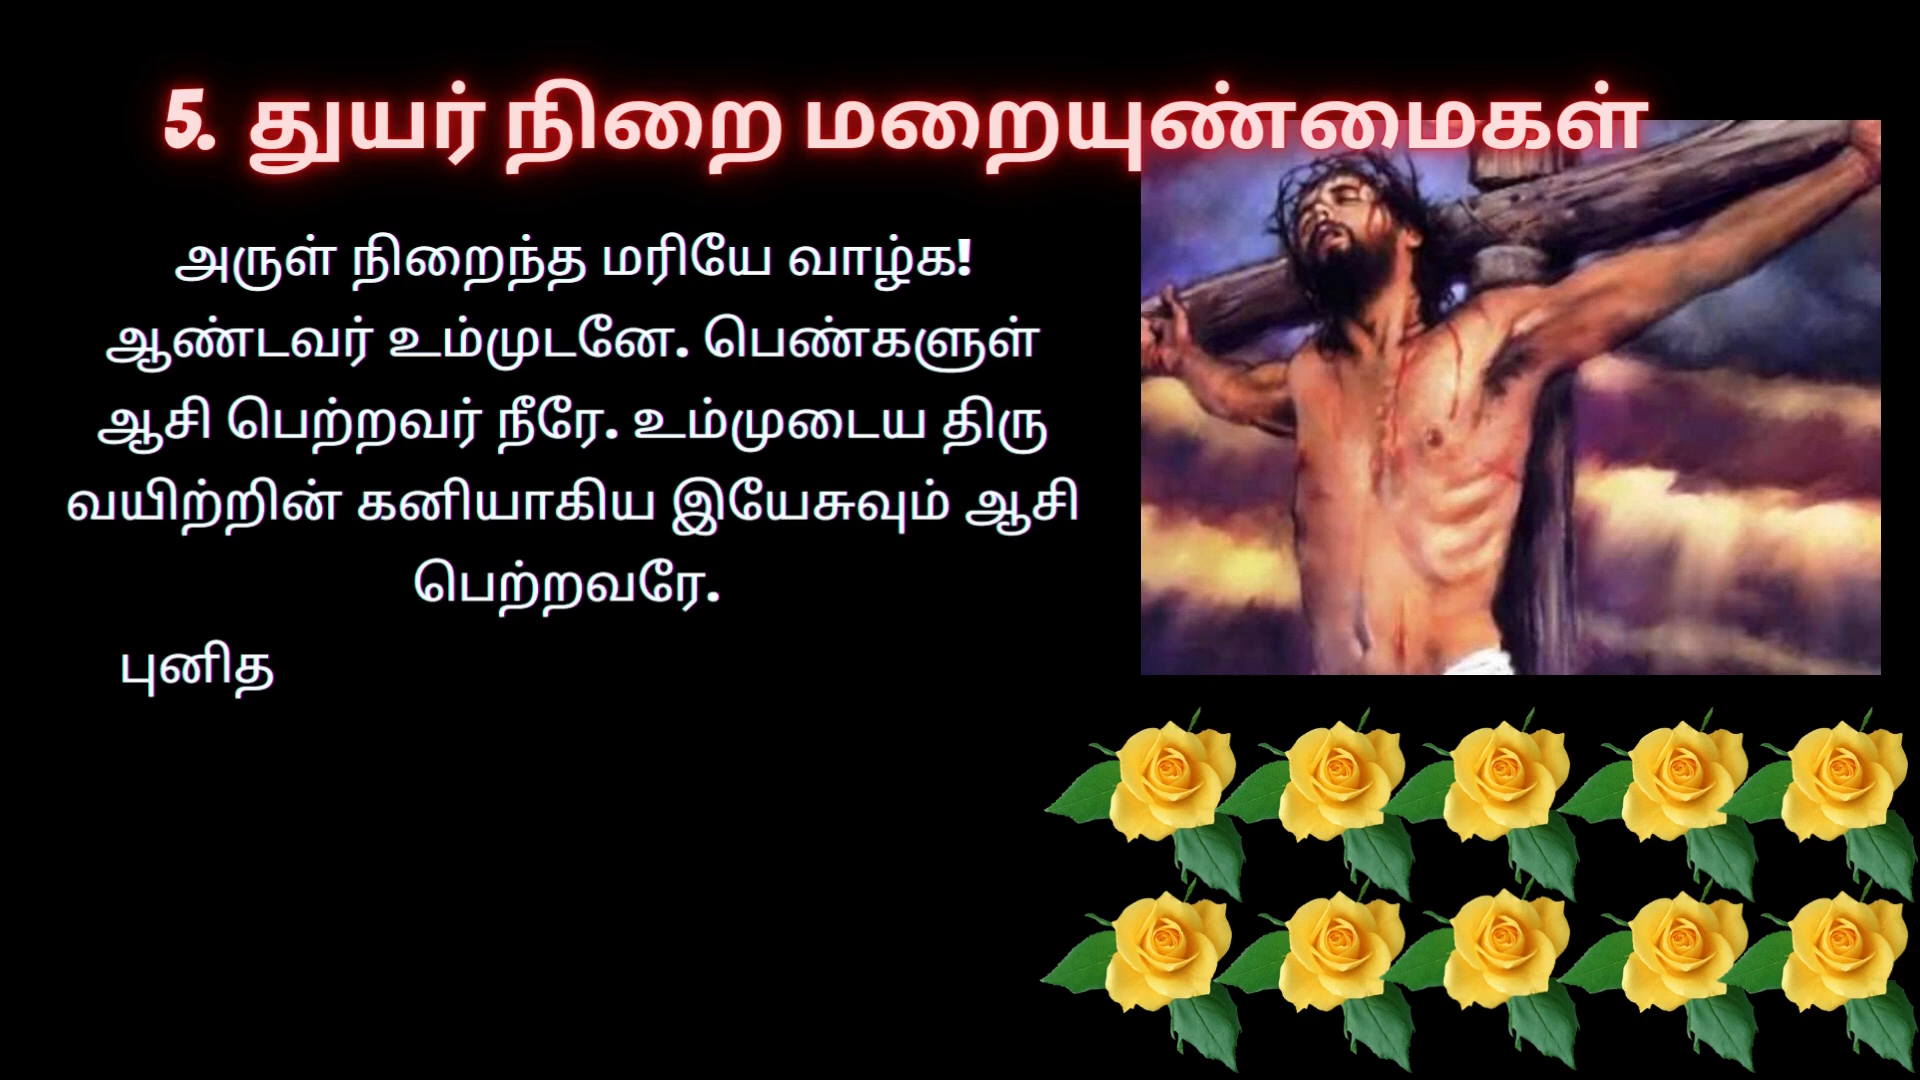 5. துயர் நிறை மறையுண்மைகள்
அருள் நிறைந்த மரியே வாழ்க!
ஆண்டவர் உம்முடனே. பெண்களுள்
ஆசி பெற்றவர் நீரே. உம்முடைய திரு
வயிற்றின் கனியாகிய இயேசுவும் ஆசி
பெற்றவரே.
புனித